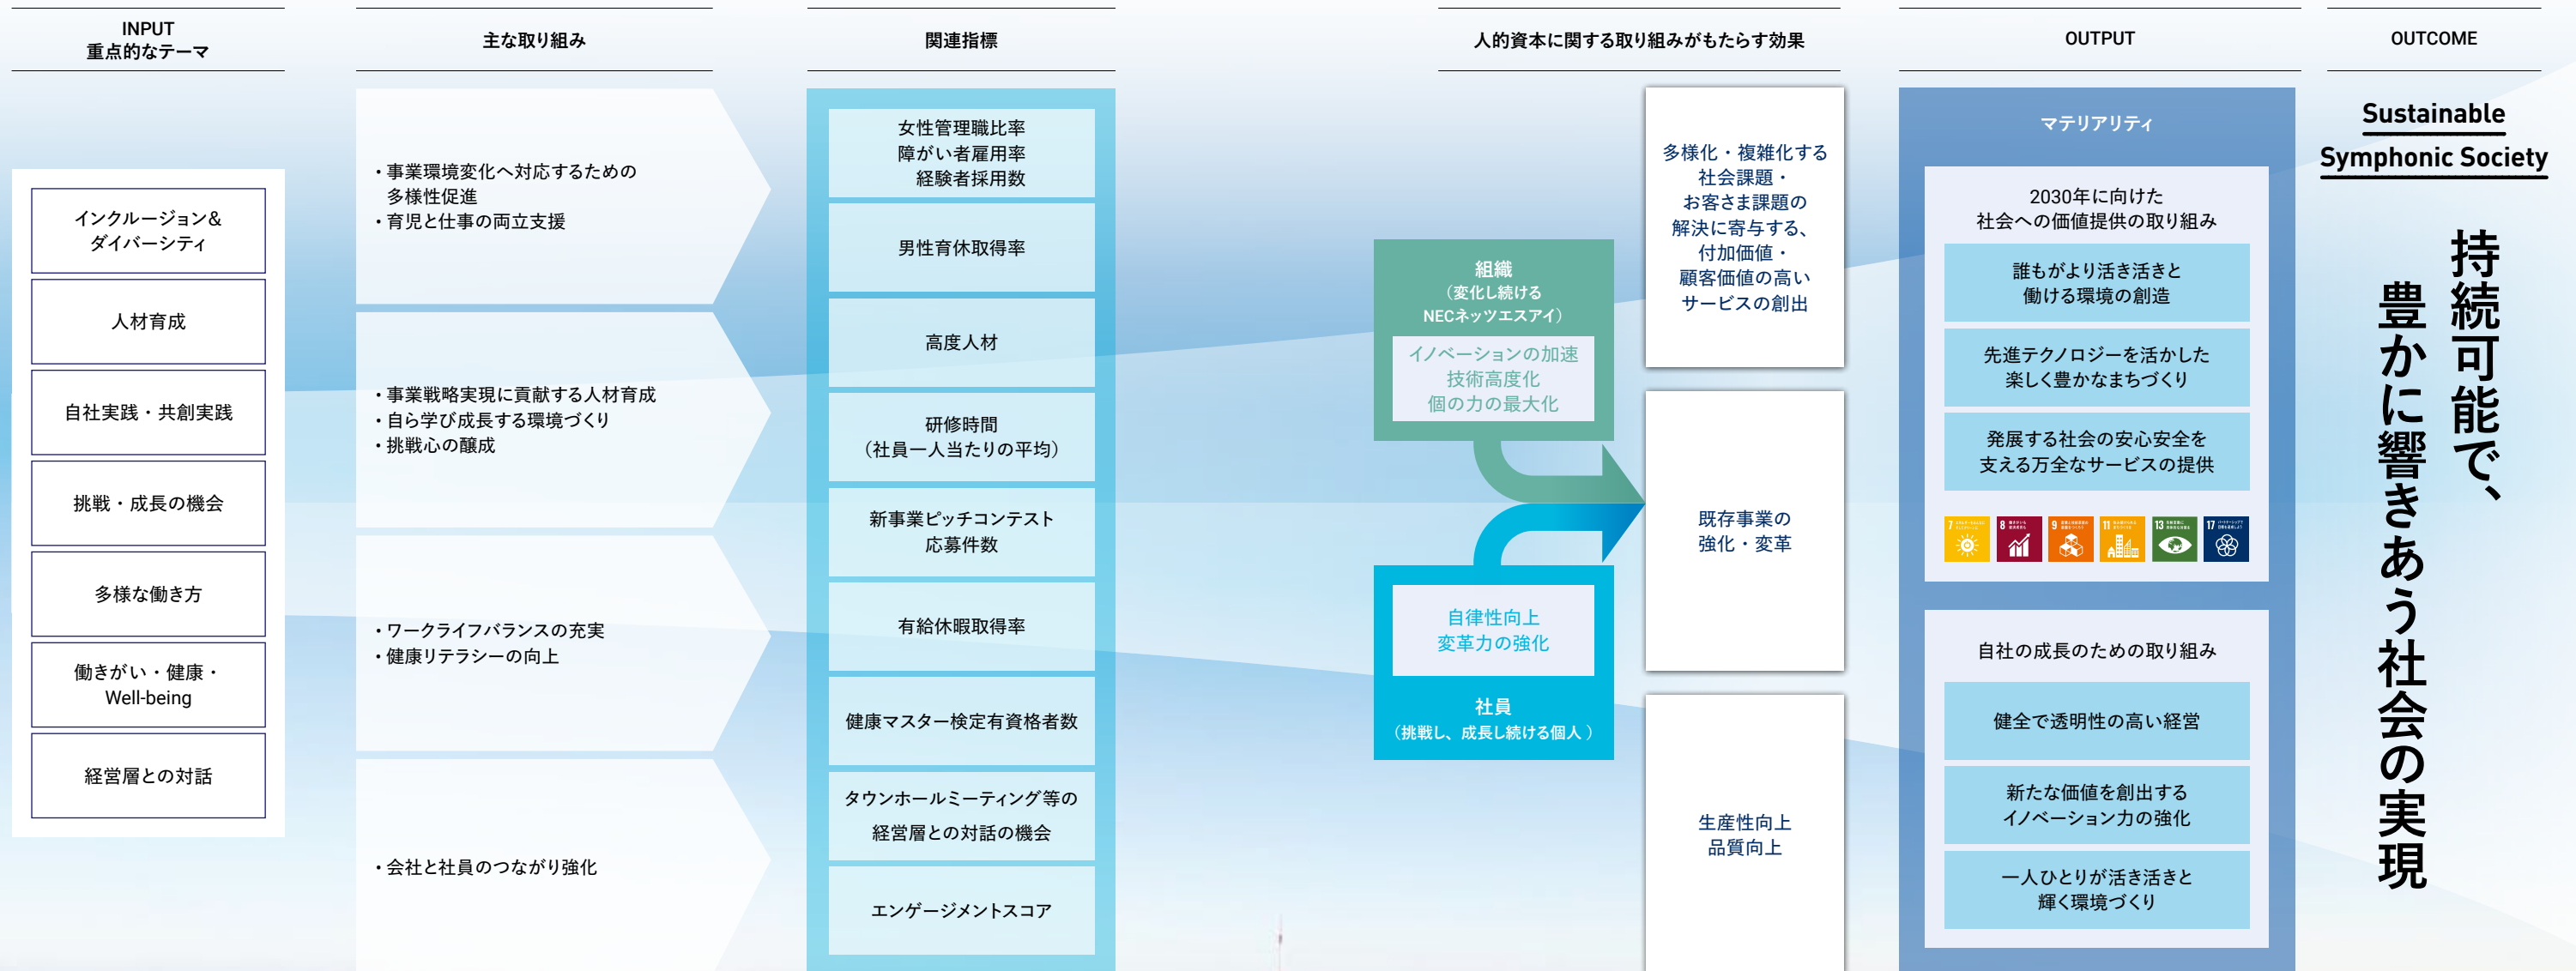 INPUT
重点的なテーマ
インクルージョン&
ダイバーシティ
人材育成
自社実践・共創実践
挑戦・成長の機会
多様な働き方
働きがい・健康・
Well-being
経営層との対話
主な取り組み
・事業環境変化へ対応するための
多様性促進
・育児と仕事の両立支援
・事業戦略実現に貢献する人材育成
・自ら学び成長する環境づくり
・挑戦心の醸成
・ワークライフバランスの充実
・健康リテラシーの向上
・会社と社員のつながり強化
関連指標
女性管理職比率
障がい者雇用率
経験者採用数
男性育休取得率
高度人材
研修時間
（社員一人当たりの平均）
新事業ピッチコンテスト
応募件数
有給休暇取得率
健康マスター検定有資格者数
タウンホールミーティング等の
経営層との対話の機会
エンゲージメントスコア
人的資本に関する取り組みがもたらす効果
組織
（変化し続ける
NECネッツエスアイ）
イノベーションの加速
技術高度化
個の力の最大化
自律性向上
変革力の強化
社員
（挑戦し、成長し続ける個人）
多様化・複雑化する
社会課題・
お客さま課題の
解決に寄与する、
付加価値・
顧客価値の高い
サービスの創出
既存事業の
強化・変革
生産性向上
品質向上
OUTPUT
マテリアリティ
2030年に向けた
社会への価値提供の取り組み
誰もがより活き活きと
働ける環境の創造
先進テクノロジーを活かした
楽しく豊かなまちづくり
発展する社会の安心安全を
支える万全なサービスの提供
7
8
9
11
13
17
自社の成長のための取り組み
健全で透明性の高い経営
新たな価値を創出する
イノベーション力の強化
一人ひとりが活き活きと
輝く環境づくり
OUTCOME
Sustainable
Symphonic Society
持続可能で、
豊かに響きあう社会の実現